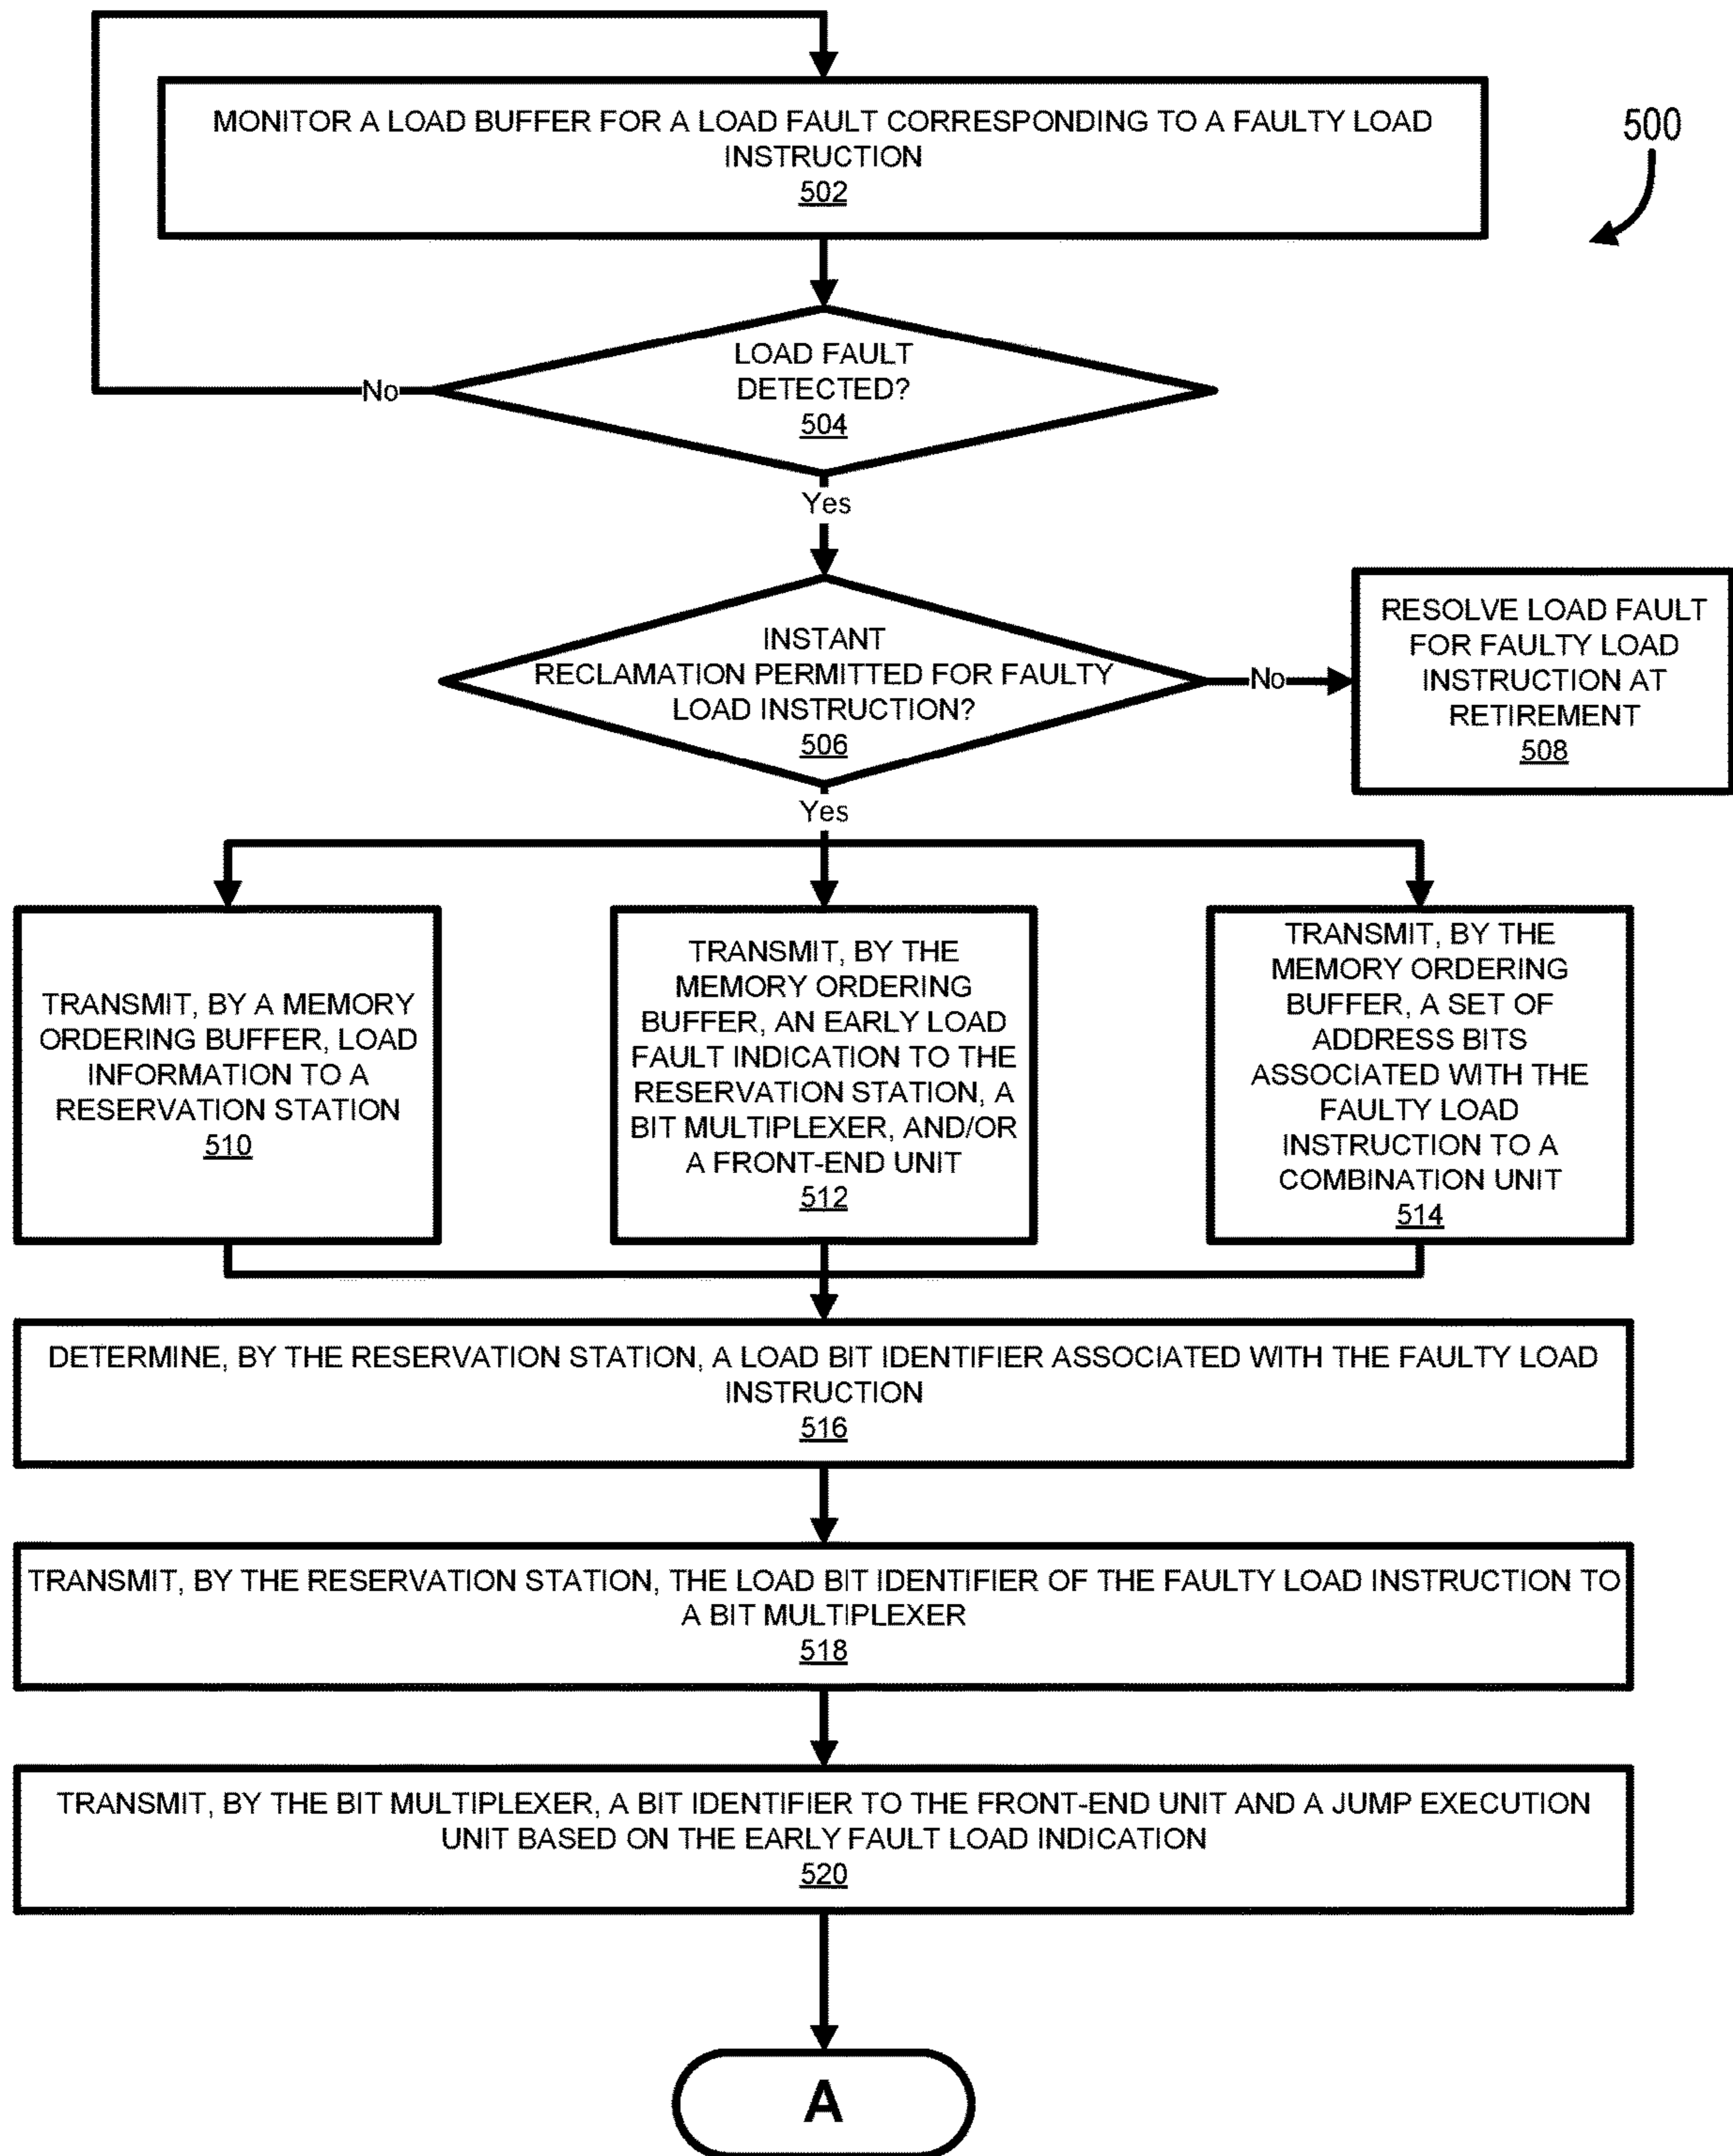 MONITOR A LOAD BUFFER FOR A LOAD FAULT CORRESPONDING TO A FAULTY LOAD
INSTRUCTION
502
500
LOAD FAULT
DETECTED?
504
No
Yes
INSTANT
RECLAMATION PERMITTED FOR FAULTY
LOAD INSTRUCTION?
506
No
RESOLVE LOAD FAULT
FOR FAULTY LOAD
INSTRUCTION AT
RETIREMENT
508
Yes
TRANSMIT, BY A MEMORY
ORDERING BUFFER, LOAD
INFORMATION TO A
RESERVATION STATION
510
TRANSMIT, BY THE
MEMORY ORDERING
BUFFER, AN EARLY LOAD
FAULT INDICATION TO THE
RESERVATION STATION, A
BIT MULTIPLEXER, AND/OR
A FRONT-END UNIT
512
TRANSMIT, BY THE
MEMORY ORDERING
BUFFER, A SET OF
ADDRESS BITS
ASSOCIATED WITH THE
FAULTY LOAD
INSTRUCTION TO A
COMBINATION UNIT
514
DETERMINE, BY THE RESERVATION STATION, A LOAD BIT IDENTIFIER ASSOCIATED WITH THE FAULTY LOAD
INSTRUCTION
516
TRANSMIT, BY THE RESERVATION STATION, THE LOAD BIT IDENTIFIER OF THE FAULTY LOAD INSTRUCTION TO
A BIT MULTIPLEXER
518
TRANSMIT, BY THE BIT MULTIPLEXER, A BIT IDENTIFIER TO THE FRONT-END UNIT AND A JUMP EXECUTION
UNIT BASED ON THE EARLY FAULT LOAD INDICATION
520
A